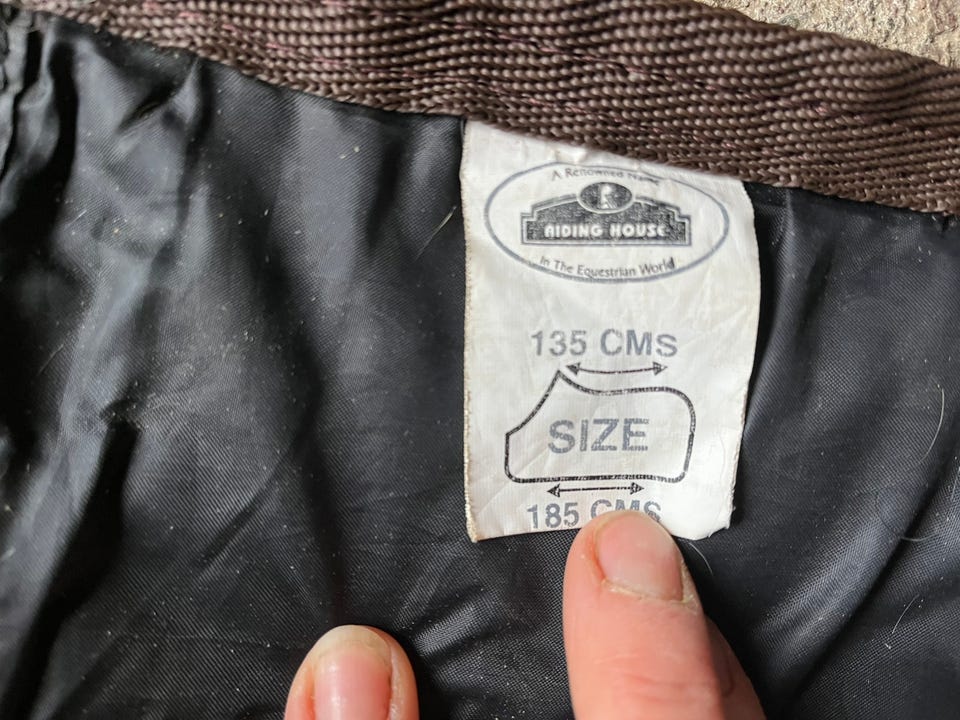 A Renowned Name
R
RIDING HOUSE
In The Equestrian World
135 CMS
SIZE
185 CMS